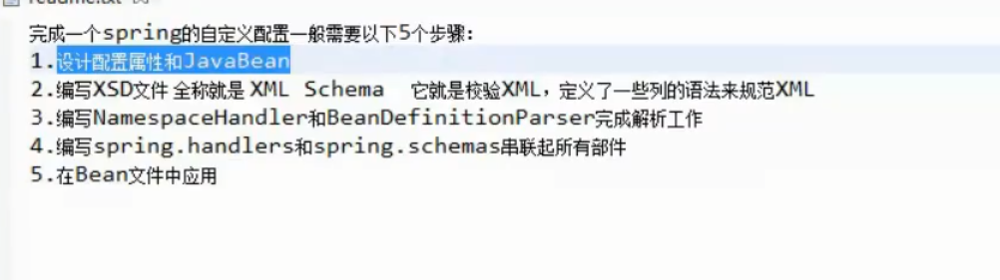 readme.txt
完成一个spring的自定义配置一般需要以下5个步骤：
1.设计配置属性和JavaBean
2.编写XSD文件 全称就是 XML Schema 它就是校验XML，定义了一些列的语法来规范XML
3.编写NamespaceHandler和BeanDefinitionParser完成解析工作
4.编写spring.handlers和spring.schemas串联起所有部件
5.在Bean文件中应用